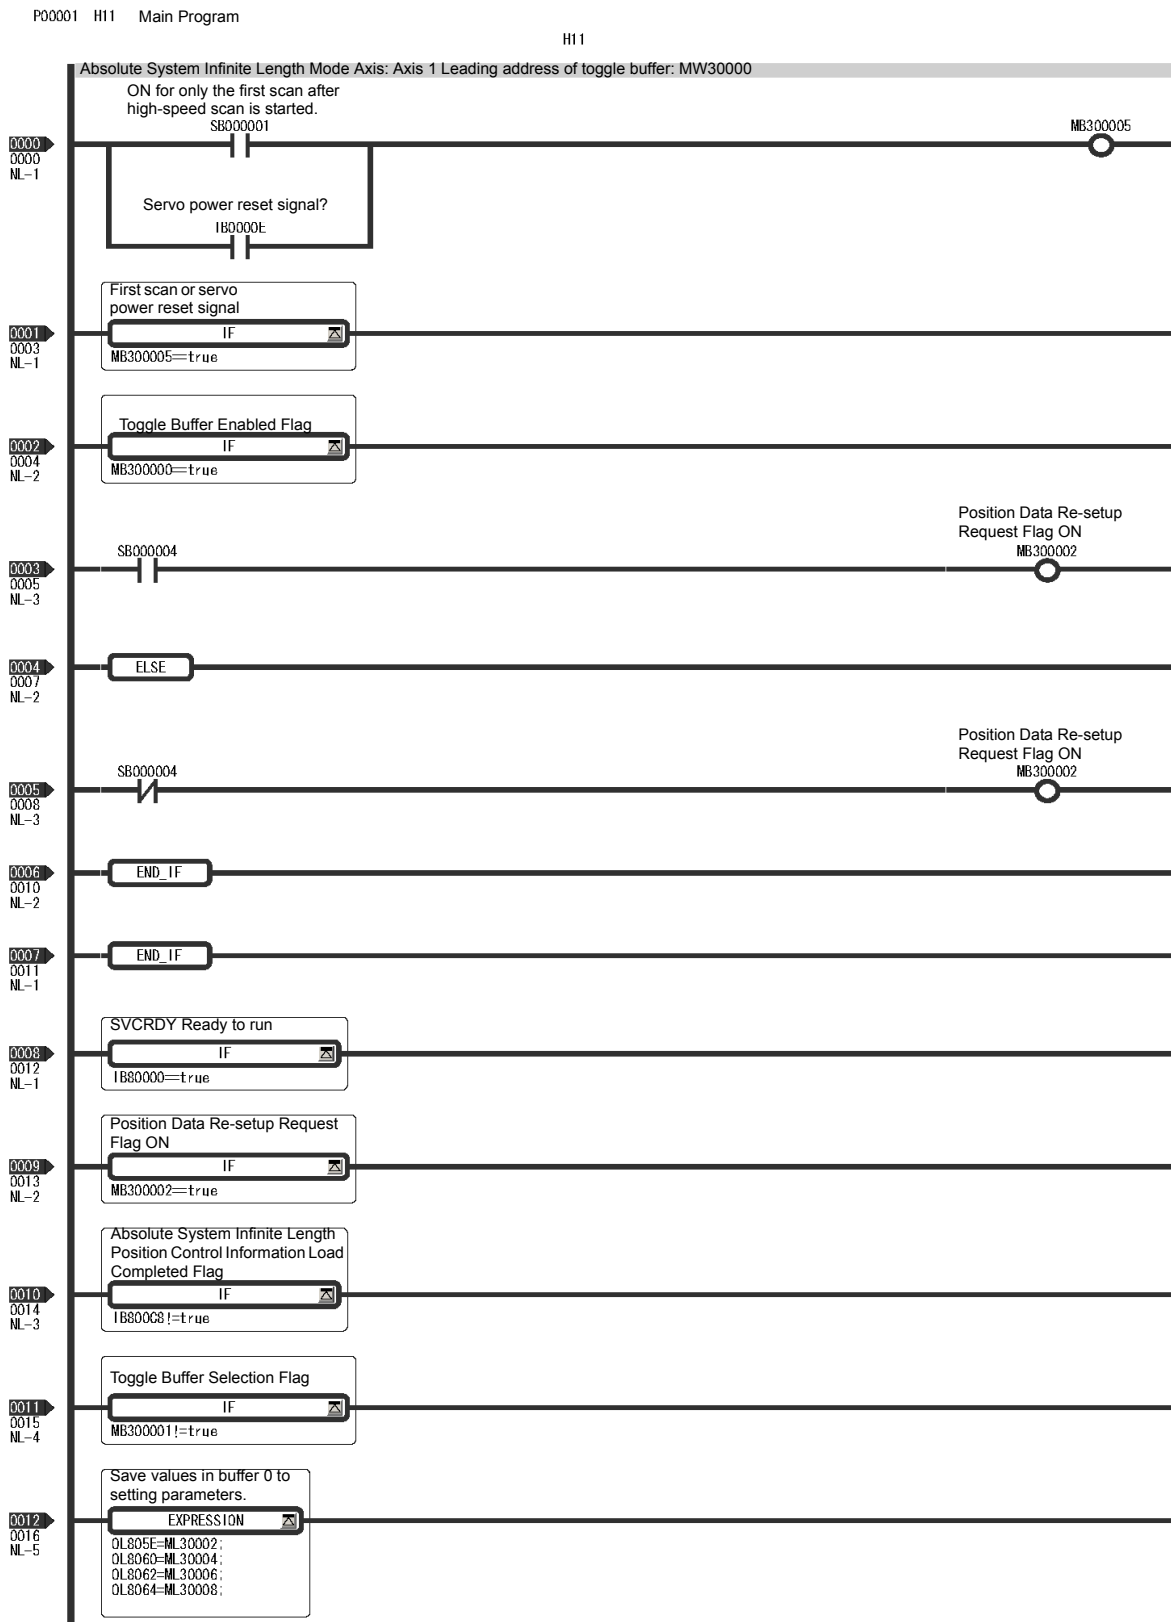 P00001 H11 Main Program
H11
Absolute System Infinite Length Mode Axis: Axis 1 Leading address of toggle buffer: MW30000
ON for only the first scan after
high-speed scan is started.
SB000001
MB300005
0000
0000
NL-1
Servo power reset signal?
IB0000E
First scan or servo
power reset signal
0001
IF
0003
NL-1
MB300005==true
Toggle Buffer Enabled Flag
0002
IF
0004
NL-2
MB300000==true
Position Data Re-setup
Request Flag ON
SB000004
MB300002
0003
0005
NL-3
0004
ELSE
0007
NL-2
Position Data Re-setup
Request Flag ON
SB000004
MB300002
0005
0008
NL-3
0006
END_IF
0010
NL-2
0007
END_IF
0011
NL-1
SVCRDY Ready to run
0008
IF
0012
NL-1
IB80000==true
Position Data Re-setup Request
Flag ON
0009
IF
0013
NL-2
MB300002==true
Absolute System Infinite Length
Position Control Information Load
Completed Flag
0010
IF
0014
NL-3
IB800C8!=true
Toggle Buffer Selection Flag
0011
IF
0015
NL-4
MB300001!=true
Save values in buffer 0 to
setting parameters.
0012
EXPRESSION
0016
NL-5
OL805E=ML30002;
OL8060=ML30004;
OL8062=ML30006;
OL8064=ML30008;